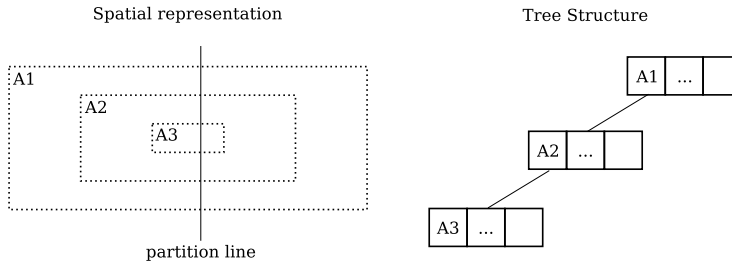 Spatial representation
A1
A2
A3
partition line
Tree Structure
A1 ...
A2 ...
A3 ...